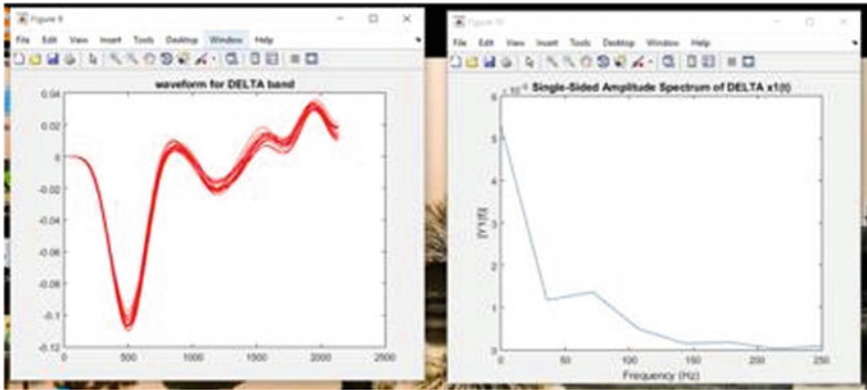 Figure 9
File Edit View Insert Tools Desktop Window Help
waveform for DELTA band
0.04
0.02
0
-0.02
-0.04
-0.06
-0.08
-0.1
-0.12
0 500 1000 1500 2000 2500
Figure 10
File Edit View Insert Tools Desktop Window Help
Single-Sided Amplitude Spectrum of DELTA x1(t)
6
5
4
3
2
1
0
|Y1(f)|
0 50 100 150 200 250
Frequency (Hz)